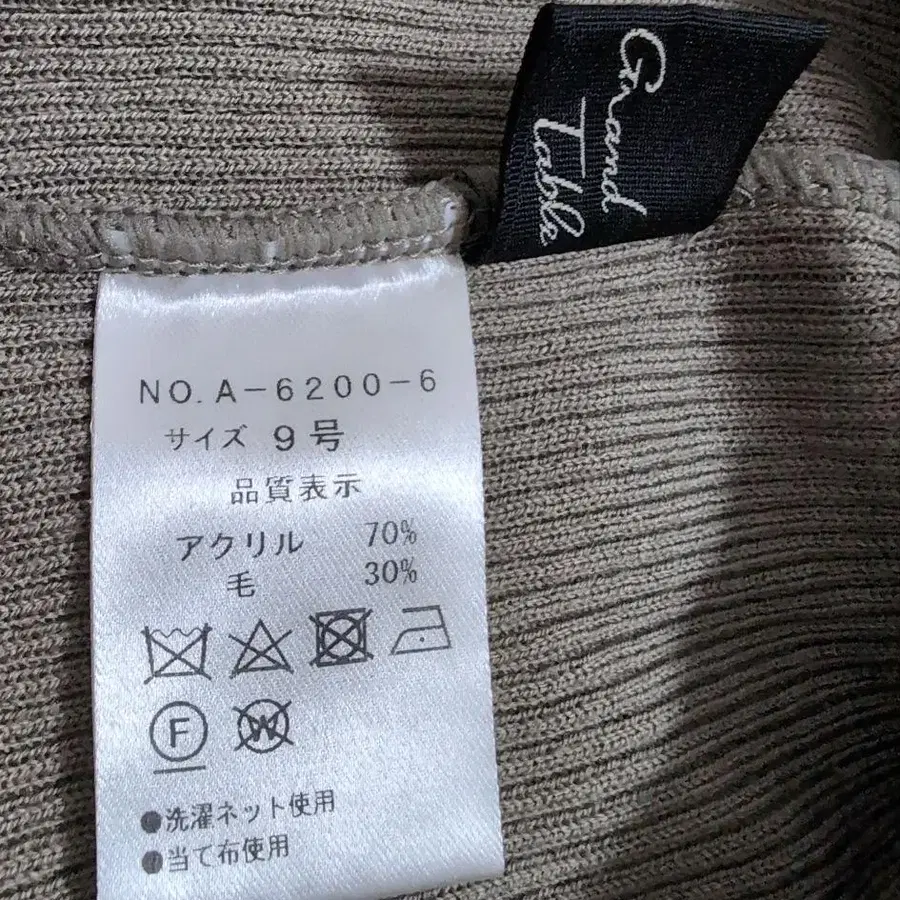 Grand
Table
NO. A-6200-6
サイズ 9号
品質表示
アクリル 70%
毛 30%
F W
●洗濯ネット使用
●当て布使用